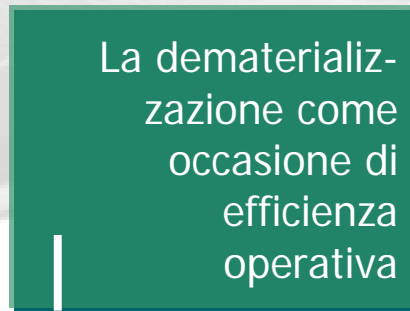 La dematerializ-
zazione come
occasione di
efficienza
operativa